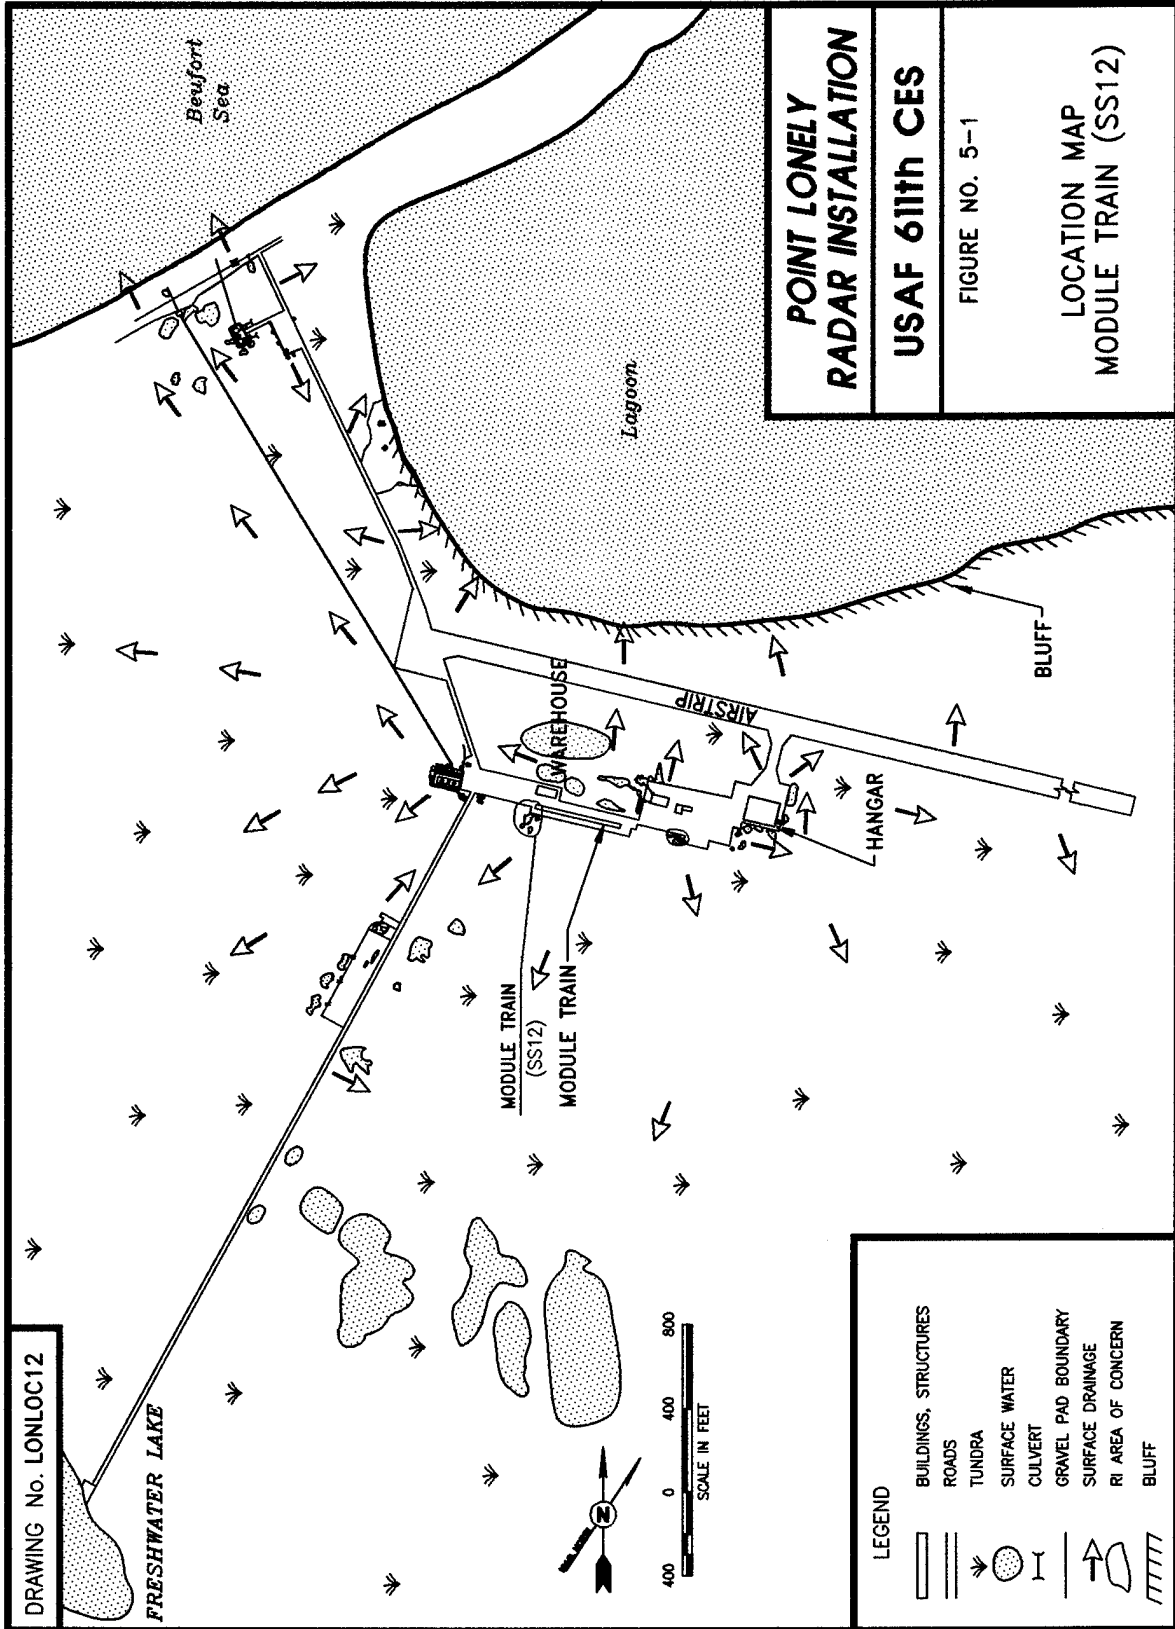 DRAWING No. LONLOC12
FRESHWATER LAKE
Beufort
Sea
Lagoon
WAREHOUSE
AIRSTRIP
HANGAR
BLUFF
MODULE TRAIN
(SS12)
MODULE TRAIN
N
400 0 400 800
SCALE IN FEET
LEGEND
BUILDINGS, STRUCTURES
ROADS
TUNDRA
SURFACE WATER
CULVERT
GRAVEL PAD BOUNDARY
SURFACE DRAINAGE
RI AREA OF CONCERN
BLUFF
POINT LONELY
RADAR INSTALLATION
USAF 611th CES
FIGURE NO. 5-1
LOCATION MAP
MODULE TRAIN (SS12)